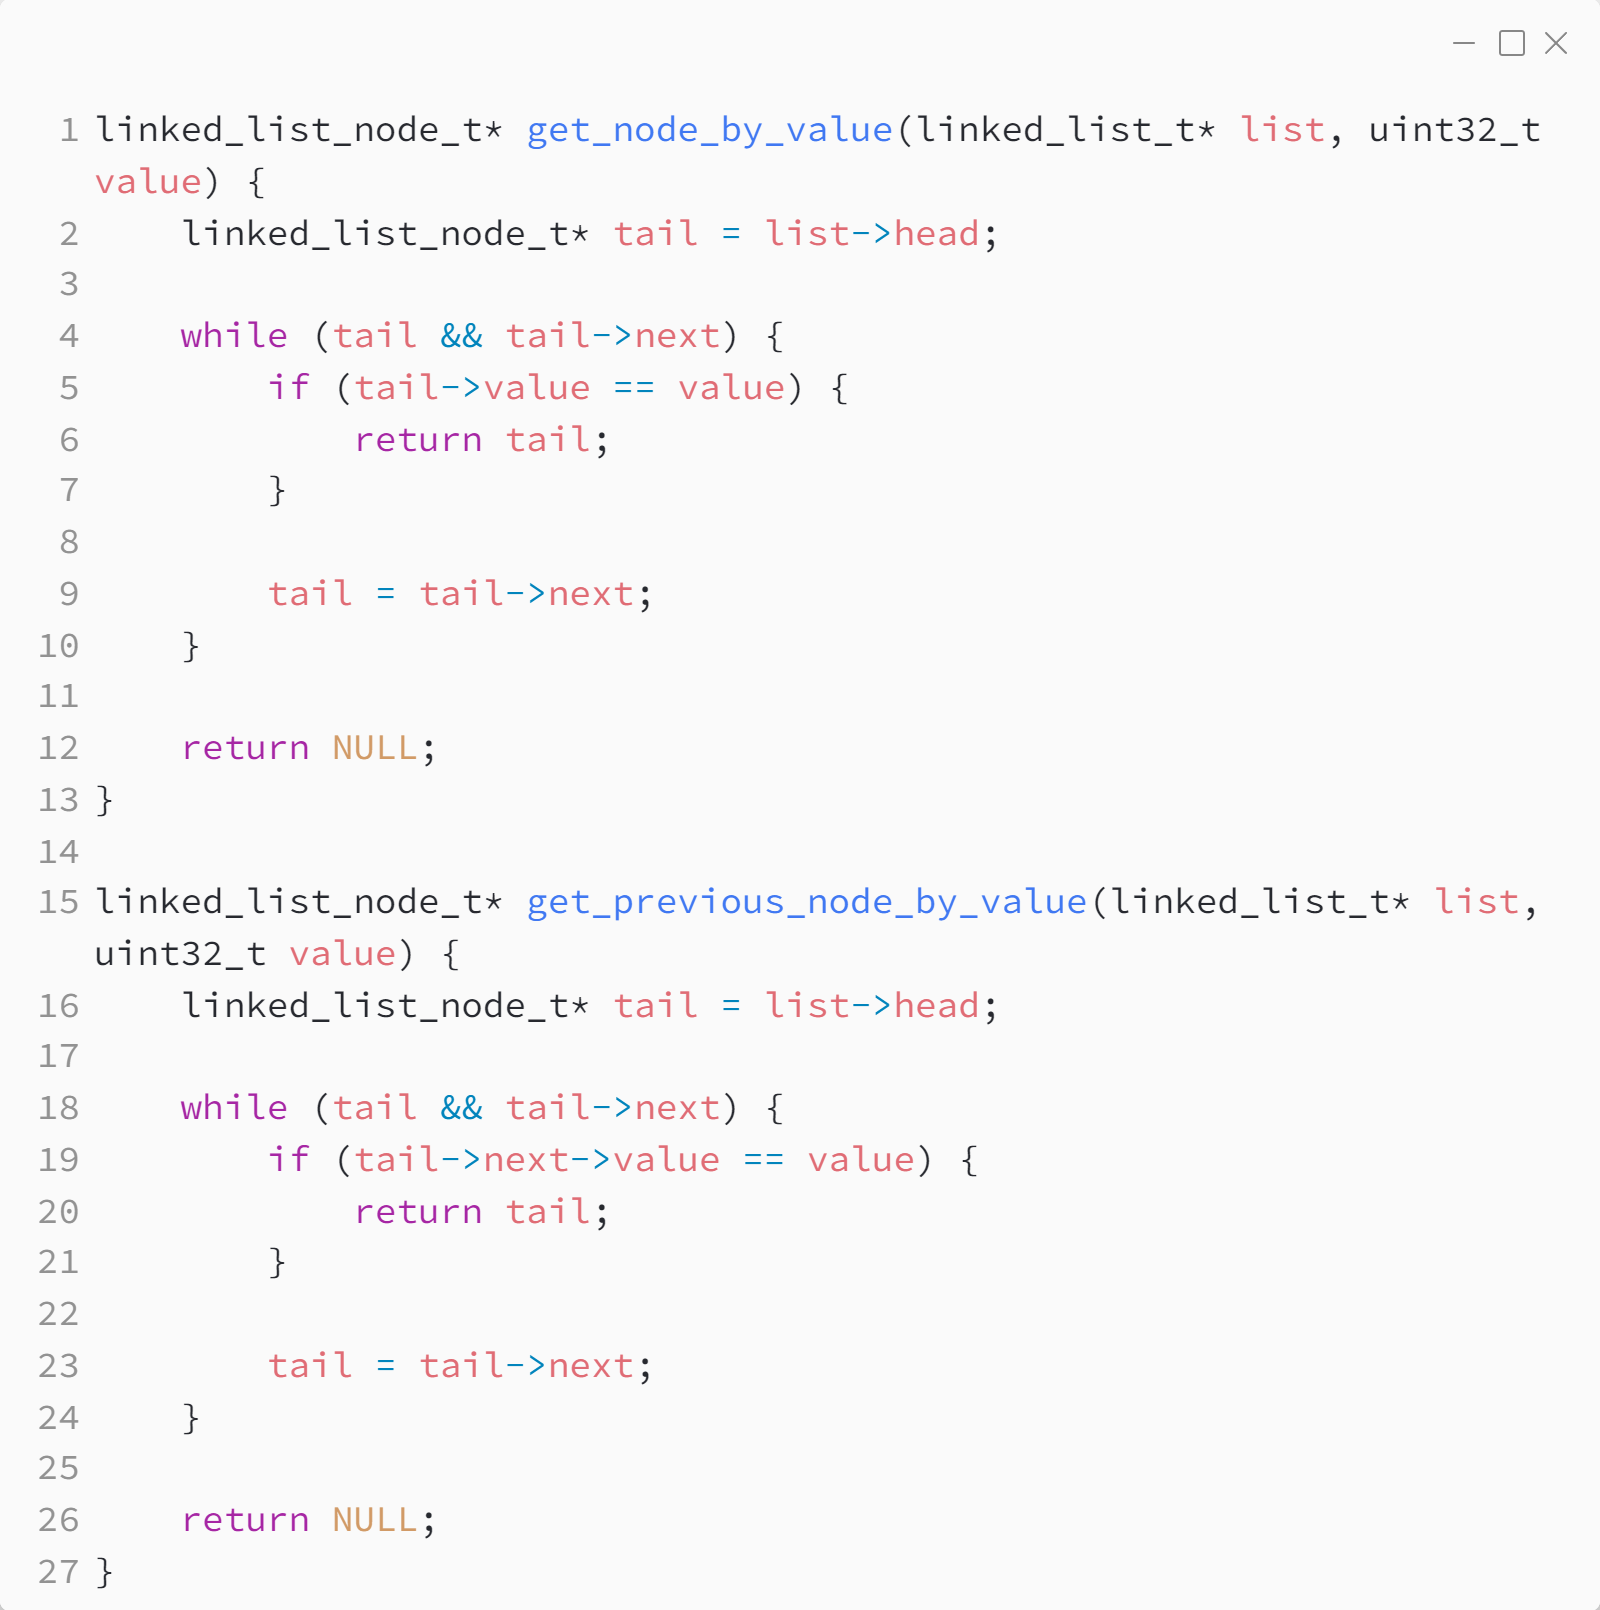 1 linked_list_node_t* get_node_by_value(linked_list_t* list, uint32_t
value) {
2     linked_list_node_t* tail = list->head;
3
4     while (tail && tail->next) {
5         if (tail->value == value) {
6             return tail;
7         }
8
9         tail = tail->next;
10     }
11
12     return NULL;
13 }
14
15 linked_list_node_t* get_previous_node_by_value(linked_list_t* list,
uint32_t value) {
16     linked_list_node_t* tail = list->head;
17
18     while (tail && tail->next) {
19         if (tail->next->value == value) {
20             return tail;
21         }
22
23         tail = tail->next;
24     }
25
26     return NULL;
27 }